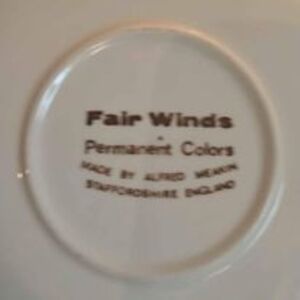 Fair Winds
Permanent Colors
MADE BY ALFRED MEAKIN
STAFFORDSHIRE ENGLAND